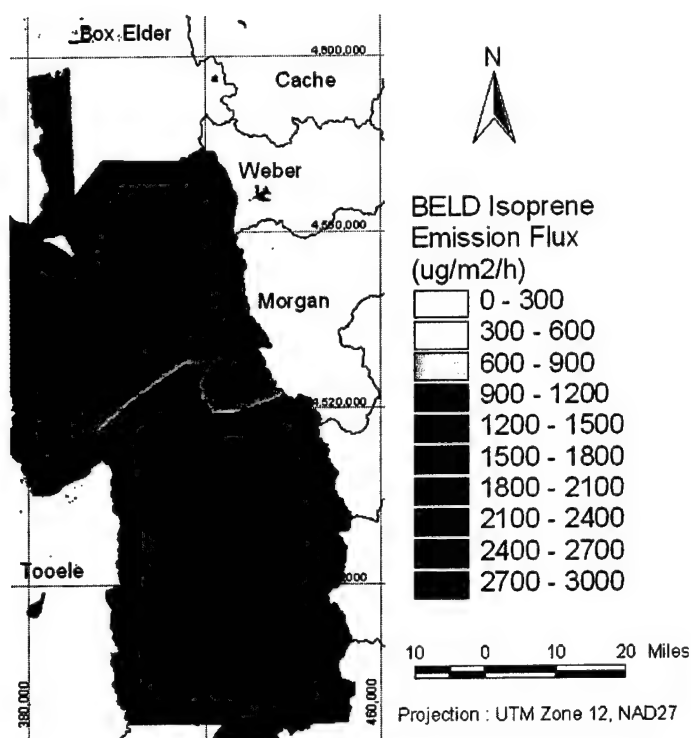 Box Elder
4,600,000
N
Cache
Weber
BELD Isoprene
Emission Flux
(ug/m2/h)
4,550,000
0 - 300
Morgan
300 - 600
600 - 900
900 - 1200
4,520,000
1200 - 1500
1500 - 1800
1800 - 2100
2100 - 2400
2400 - 2700
2700 - 3000
Tooele
10 0 10 20 Miles
380,000
460,000
Projection : UTM Zone 12, NAD27